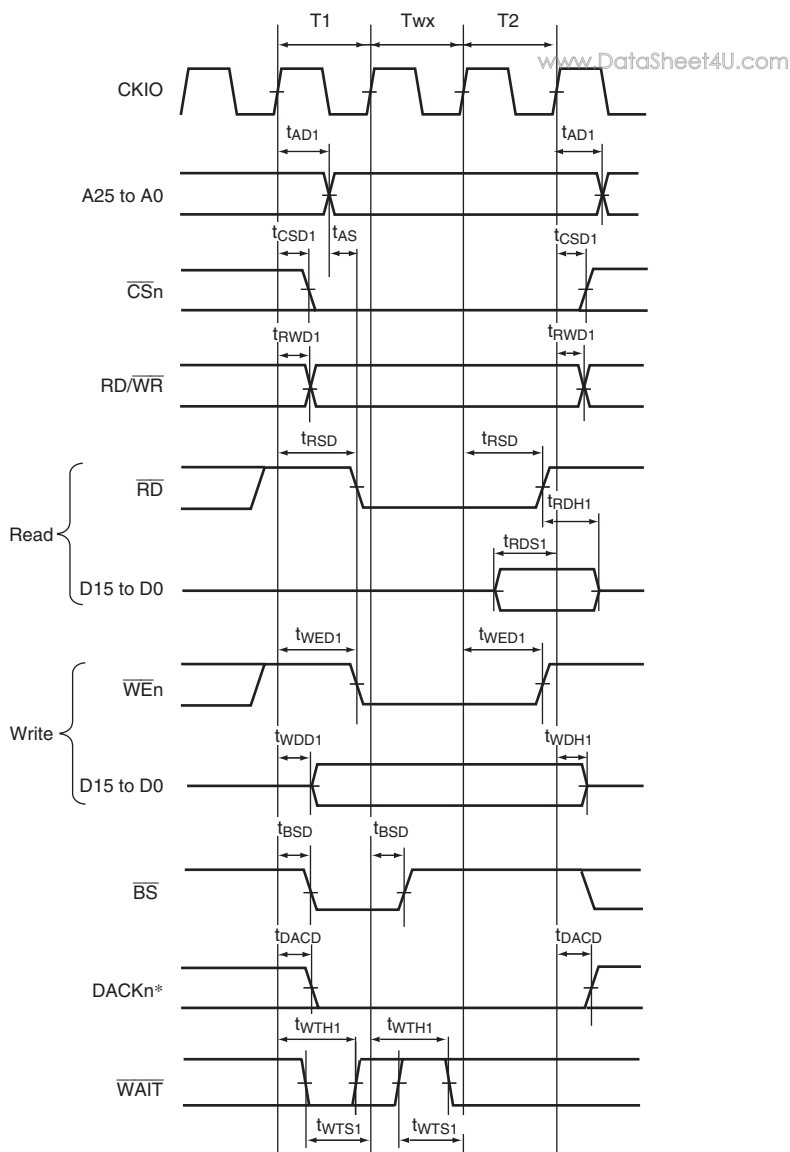 T1 Twx T2
www.DataSheet4U.com
CKIO
tAD1 tAD1
A25 to A0
tCSD1 tAS tCSD1
CSn
tRWD1 tRWD1
RD/WR
tRSD tRSD
RD
tRDH1
Read
tRDS1
D15 to D0
tWED1 tWED1
WEn
Write
tWDD1 tWDH1
D15 to D0
tBSD tBSD
BS
tDACD tDACD
DACKn*
tWTH1 tWTH1
WAIT
tWTS1 tWTS1